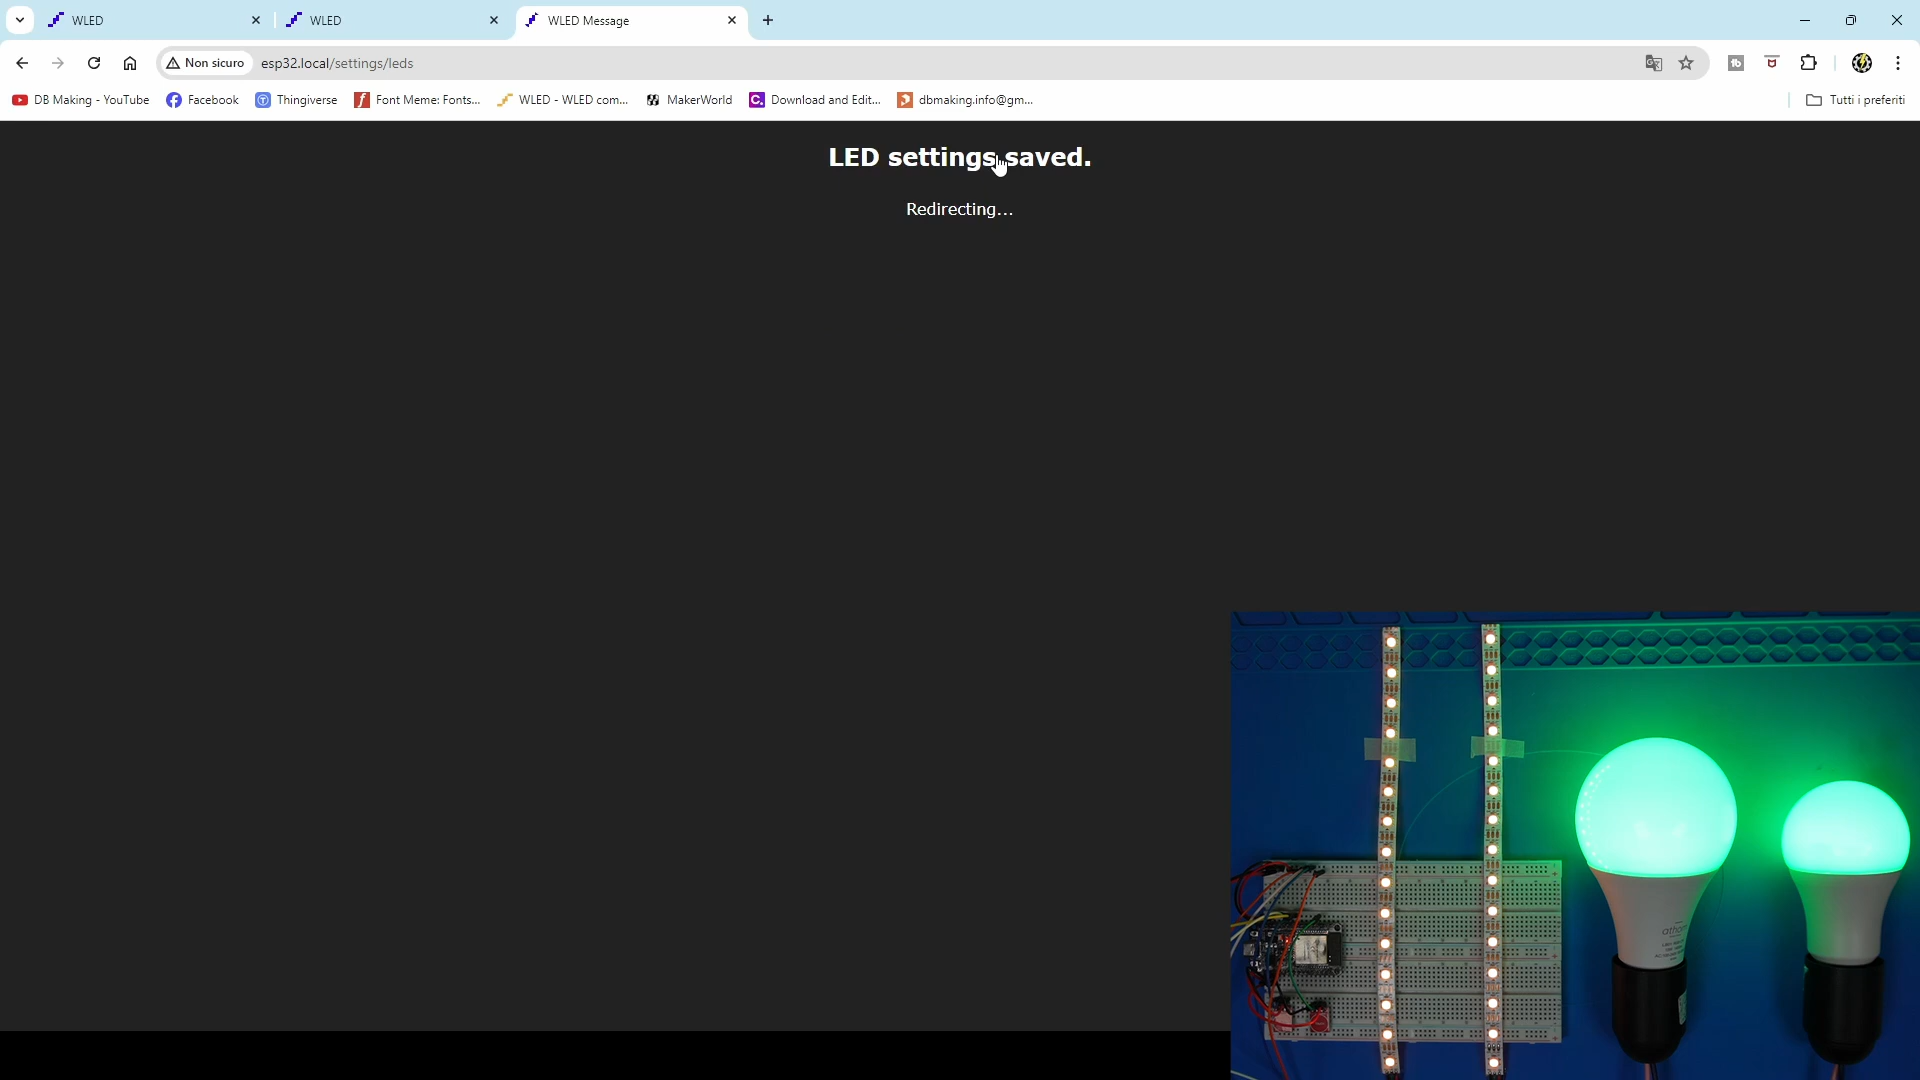 WLED
WLED
WLED Message
Non sicuro
esp32.local/settings/leds
DB Making - YouTube
Facebook
Thingiverse
Font Meme: Fonts...
WLED - WLED com...
MakerWorld
Download and Edit...
dbmaking.info@gm...
Tutti i preferiti
LED settings saved.
Redirecting...